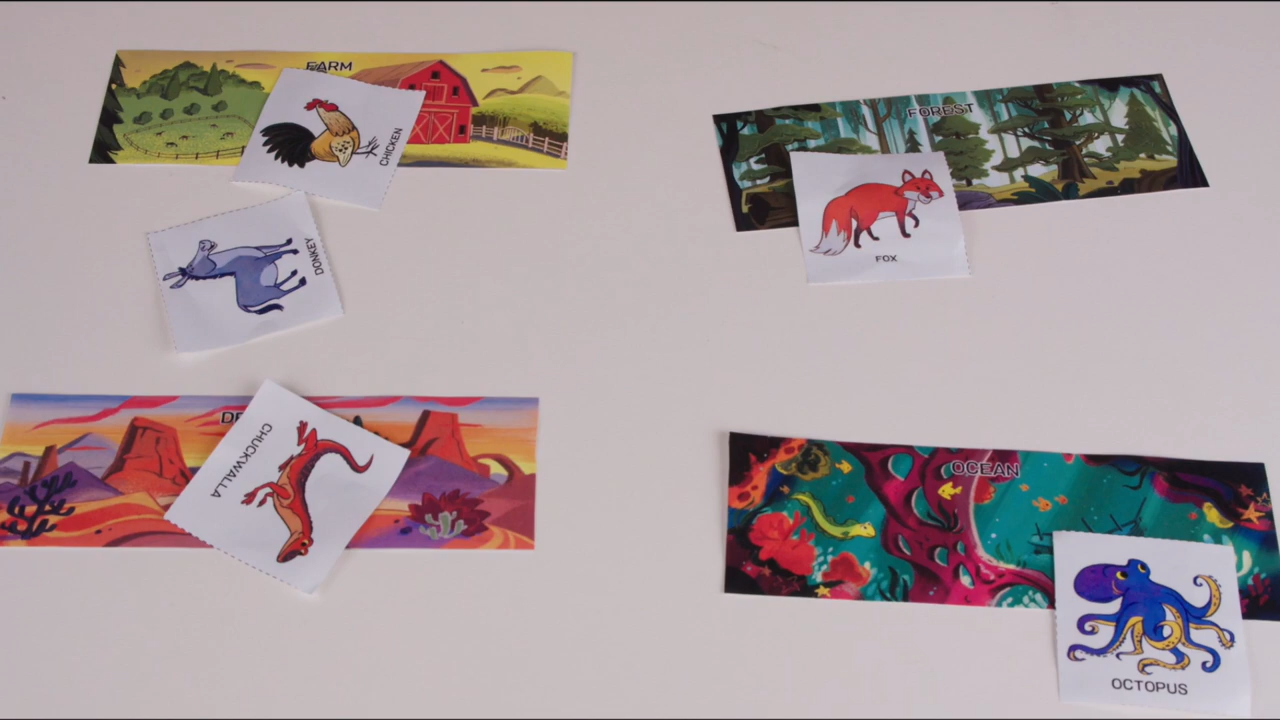 FARM
CHICKEN
DONKEY
FOREST
FOX
CHUCKWALLA
OCEAN
OCTOPUS